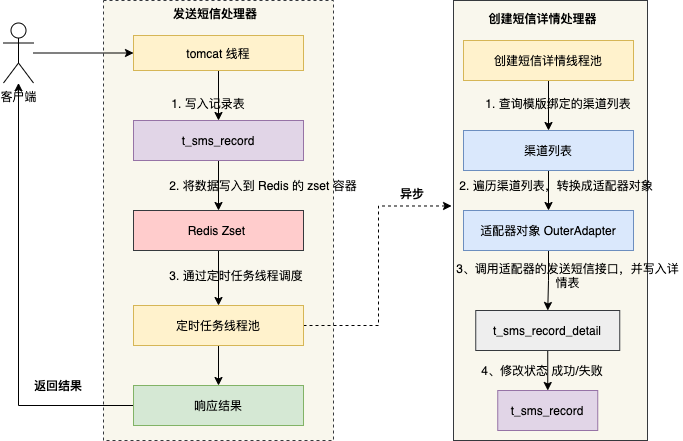 发送短信处理器
tomcat 线程
1. 写入记录表
t_sms_record
2. 将数据写入到 Redis 的 zset 容器
Redis Zset
3. 通过定时任务线程调度
定时任务线程池
响应结果
客户端
返回结果
异步
创建短信详情处理器
创建短信详情线程池
1. 查询模版绑定的渠道列表
渠道列表
2. 遍历渠道列表，转换成适配器对象
适配器对象 OuterAdapter
3、调用适配器的发送短信接口，并写入详
情表
t_sms_record_detail
4、修改状态 成功/失败
t_sms_record